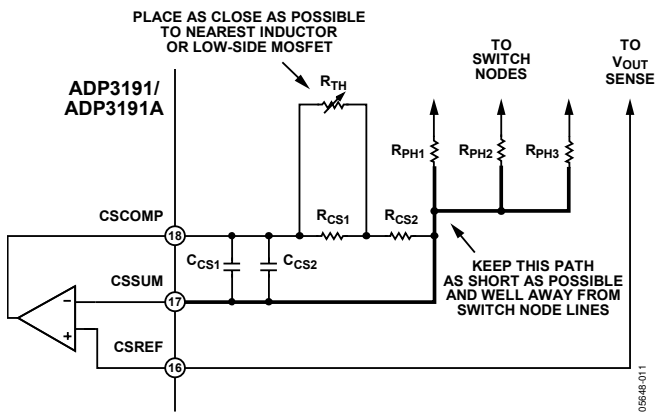 PLACE AS CLOSE AS POSSIBLE
TO NEAREST INDUCTOR
OR LOW-SIDE MOSFET
ADP3191/
ADP3191A
RTH
TO
SWITCH
NODES
TO
VOUT
SENSE
RPH1
RPH2
RPH3
CSCOMP
18
RCS1
RCS2
CCS1
CCS2
KEEP THIS PATH
AS SHORT AS POSSIBLE
AND WELL AWAY FROM
SWITCH NODE LINES
CSSUM
17
–
+
CSREF
16
05648-011